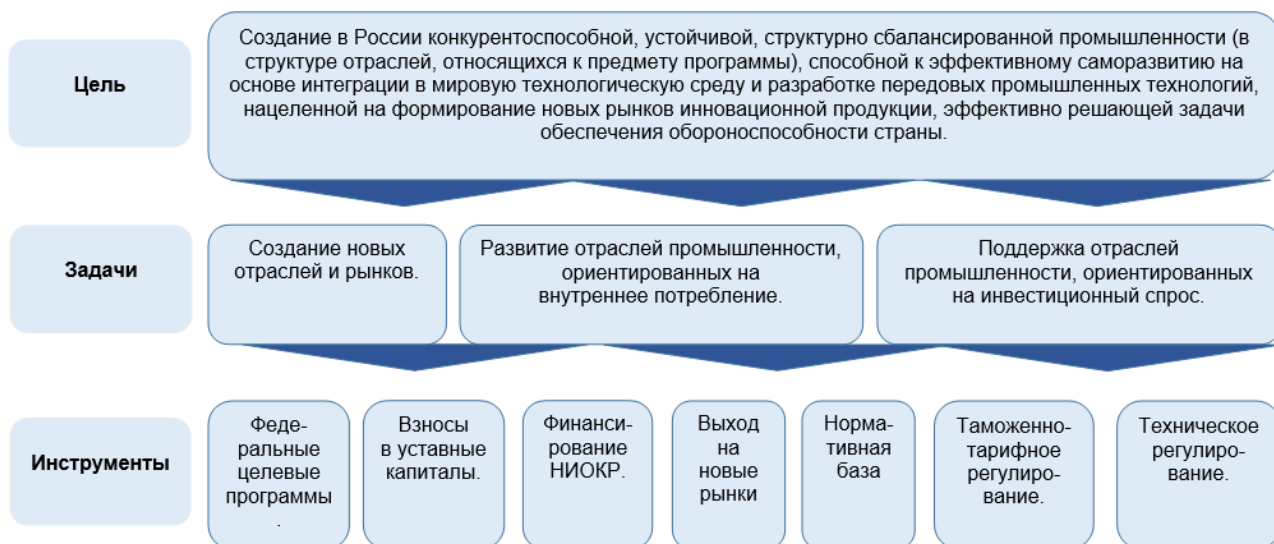 Цель
Создание в России конкурентоспособной, устойчивой, структурно сбалансированной промышленности (в
структуре отраслей, относящихся к предмету программы), способной к эффективному саморазвитию на
основе интеграции в мировую технологическую среду и разработке передовых промышленных технологий,
нацеленной на формирование новых рынков инновационной продукции, эффективно решающей задачи
обеспечения обороноспособности страны.
Задачи
Создание новых
отраслей и рынков.
Развитие отраслей промышленности,
ориентированных на
внутреннее потребление.
Поддержка отраслей
промышленности, ориентированных
на инвестиционный спрос.
Инструменты
Феде-
ральные
целевые
программы
.
Взносы
в уставные
капиталы.
Финанси-
рование
НИОКР.
Выход
на
новые
рынки
Норма-
тивная
база
Таможенно-
тарифное
регулиро-
вание.
Техническое
регулиро-
вание.